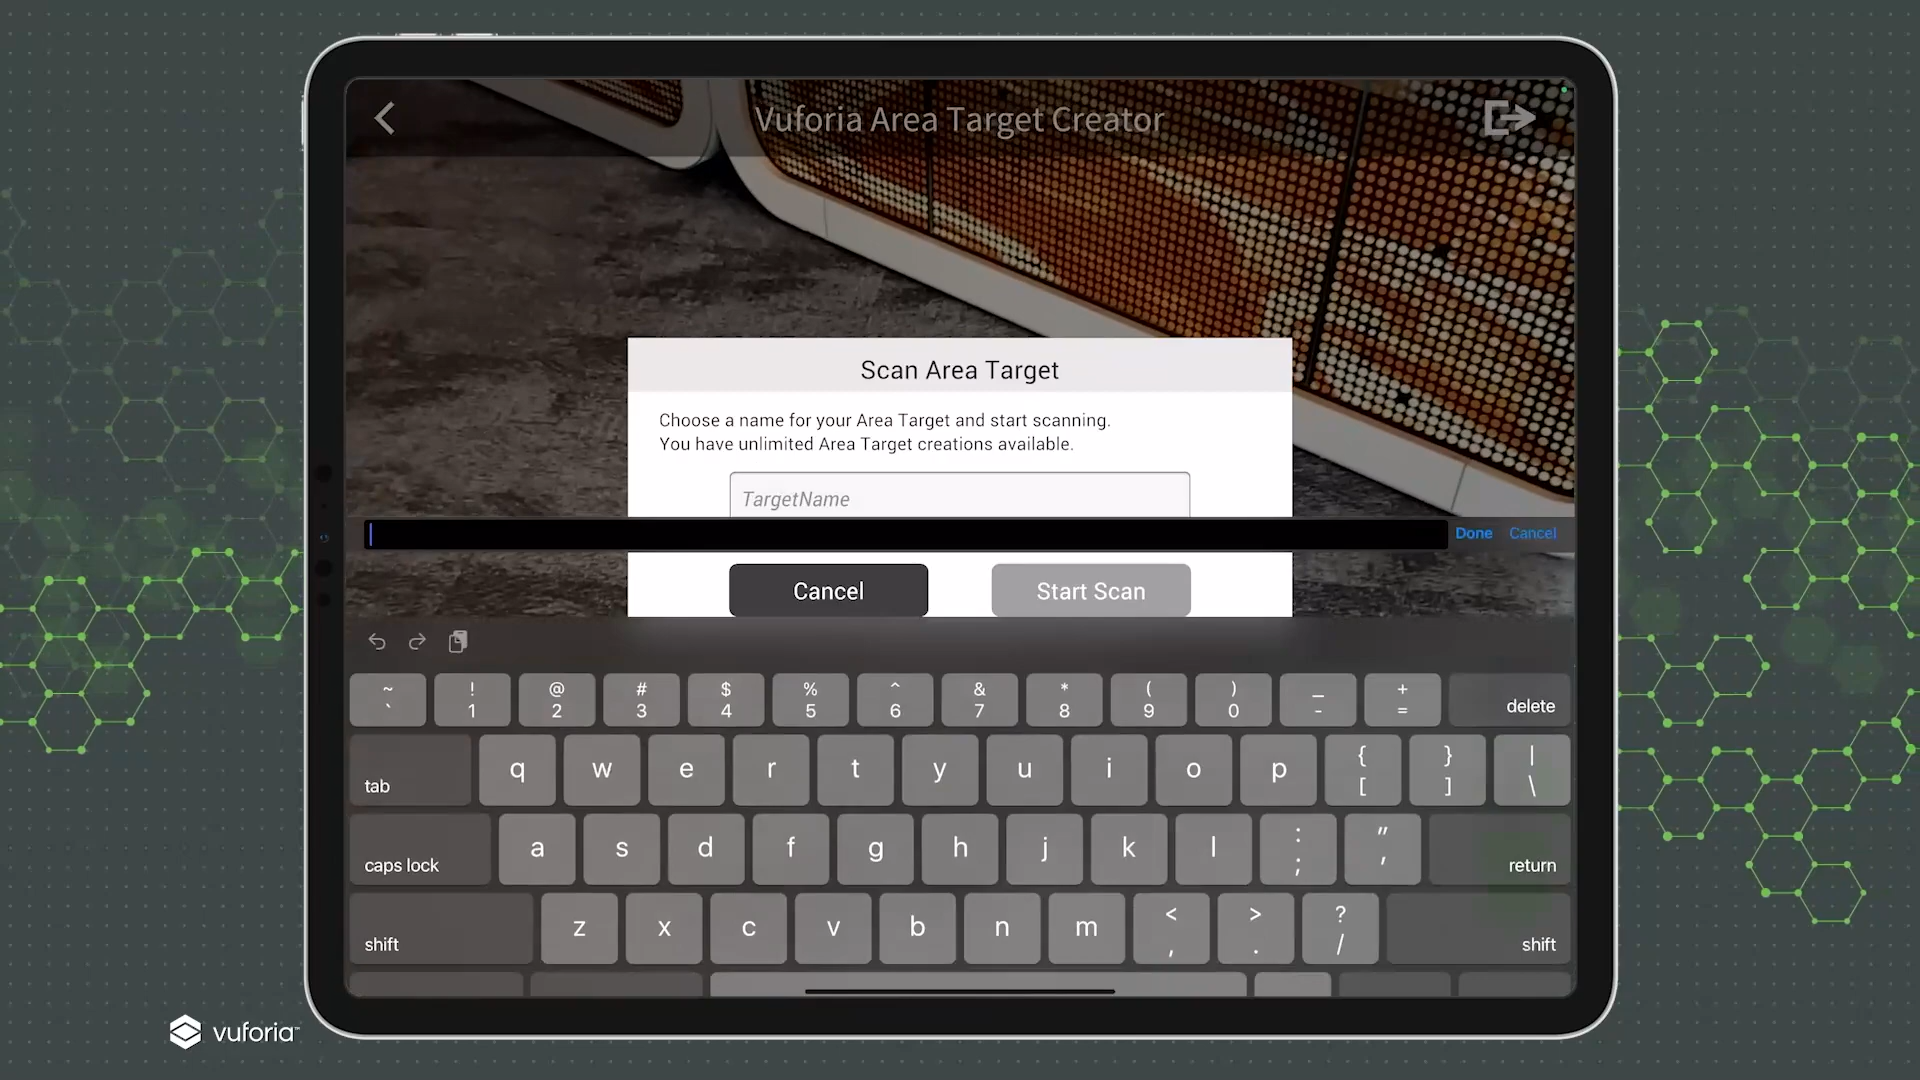 Vuforia Area Target Creator
Scan Area Target
Choose a name for your Area Target and start scanning.
You have unlimited Area Target creations available.
TargetName
Done Cancel
Cancel Start Scan
~ ! @ # $ % ^ & * ( ) _ +
` 1 2 3 4 5 6 7 8 9 0 - = delete
tab q w e r t y u i o p { [ } ] | \
caps lock a s d f g h j k l : ; " ' return
shift z x c v b n m < , > . ? / shift
vuforia™